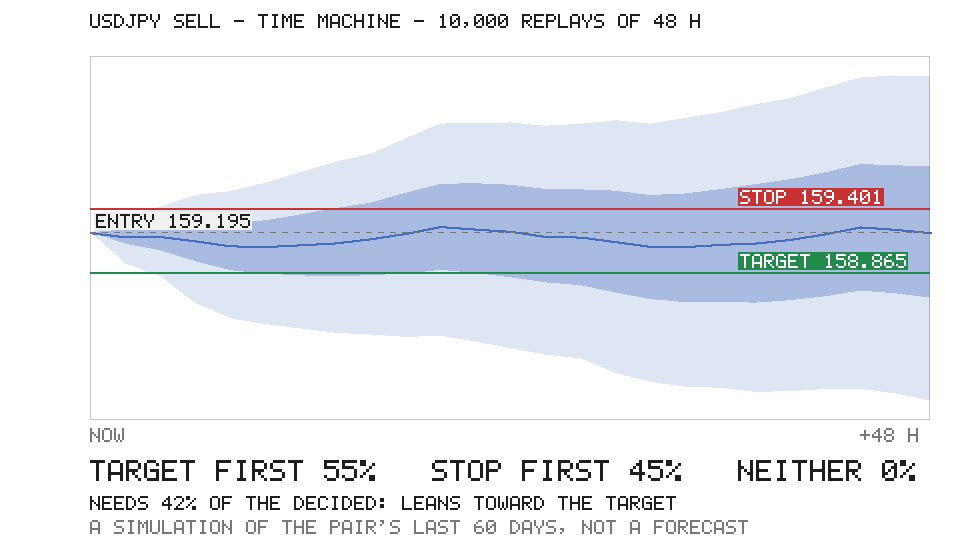 USDJPY SELL – TIME MACHINE – 10,000 REPLAYS OF 48 H
STOP 159.401
ENTRY 159.195
TARGET 158.865
NOW +48 H
TARGET FIRST 55% STOP FIRST 45% NEITHER 0%
NEEDS 42% OF THE DECIDED: LEANS TOWARD THE TARGET
A SIMULATION OF THE PAIR'S LAST 60 DAYS, NOT A FORECAST